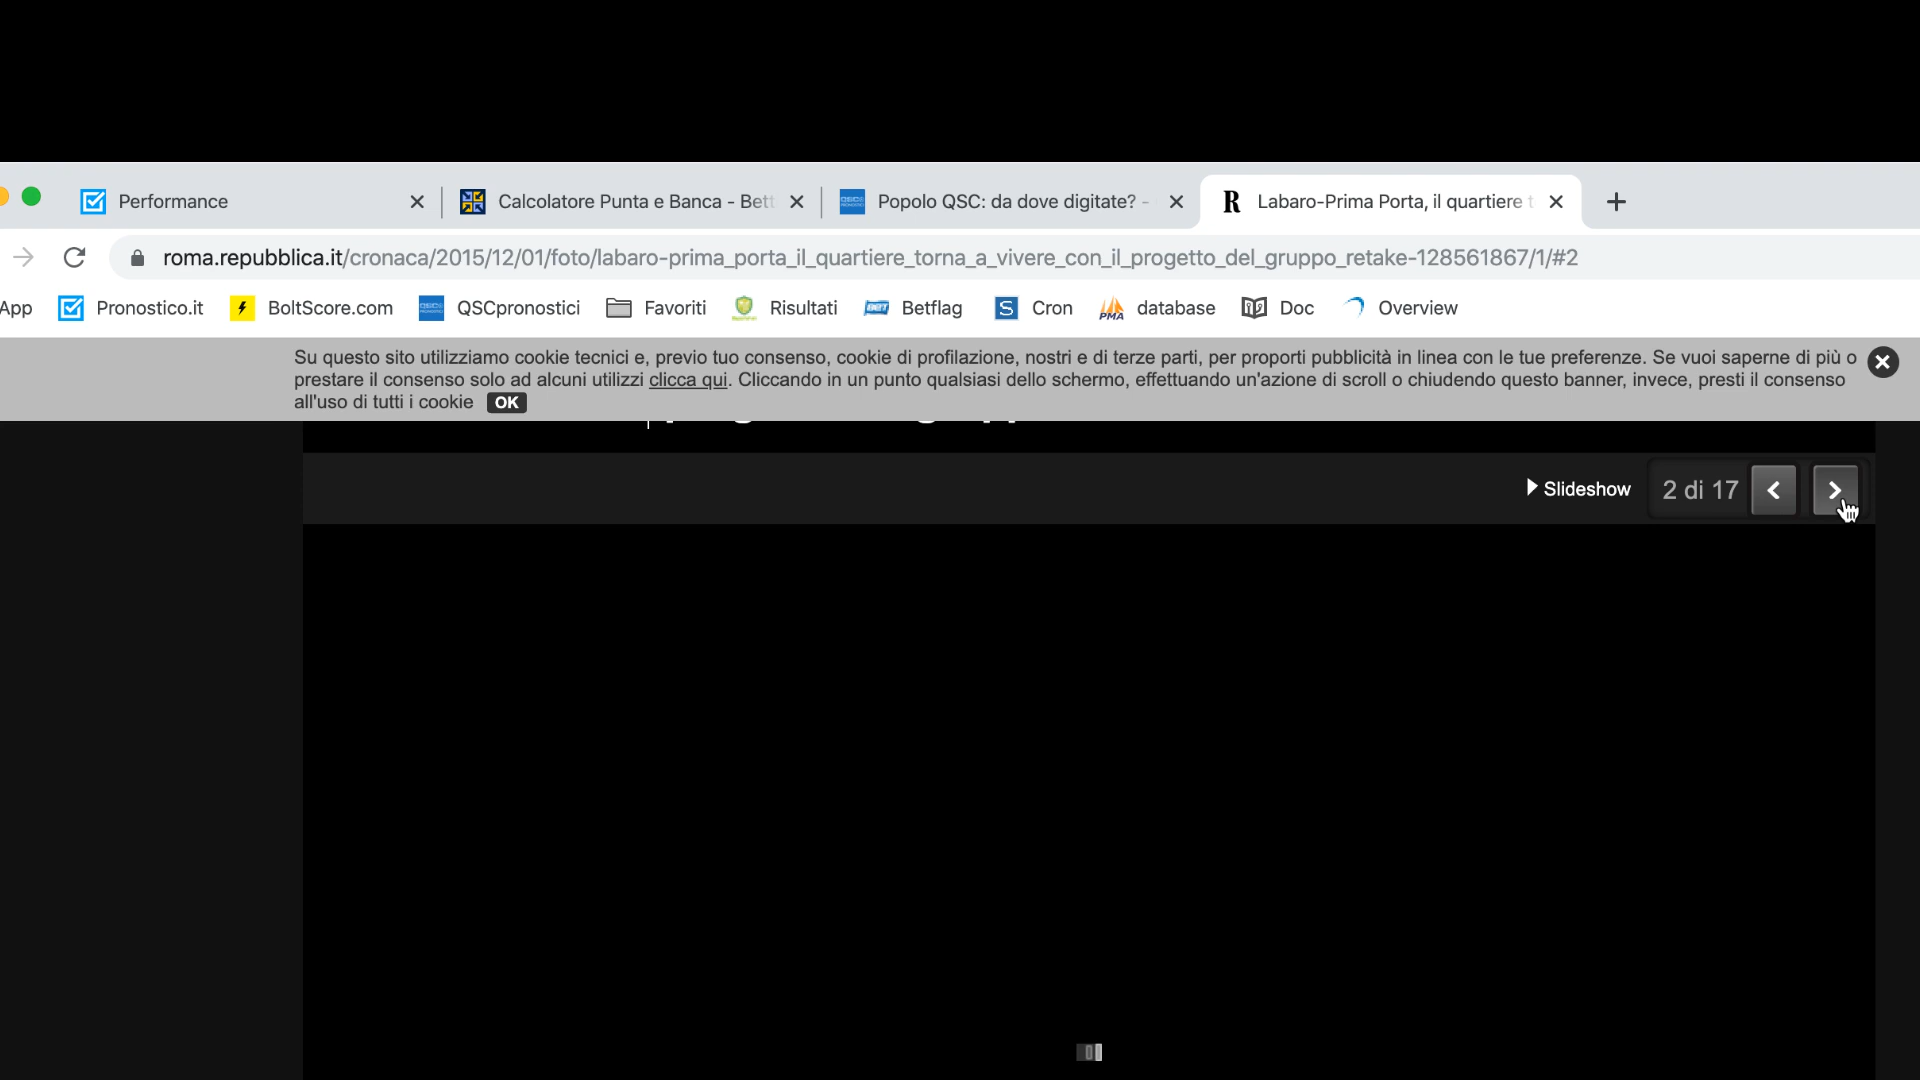 Performance
Calcolatore Punta e Banca - Bett
Popolo QSC: da dove digitate? -
R Labaro-Prima Porta, il quartiere t
roma.repubblica.it/cronaca/2015/12/01/foto/labaro-prima_porta_il_quartiere_torna_a_vivere_con_il_progetto_del_gruppo_retake-128561867/1/#2
App Pronostico.it BoltScore.com QSCpronostici Favoriti Risultati Betflag Cron database Doc Overview
Su questo sito utilizziamo cookie tecnici e, previo tuo consenso, cookie di profilazione, nostri e di terze parti, per proporti pubblicità in linea con le tue preferenze. Se vuoi saperne di più o
prestare il consenso solo ad alcuni utilizzi clicca qui. Cliccando in un punto qualsiasi dello schermo, effettuando un'azione di scroll o chiudendo questo banner, invece, presti il consenso
all'uso di tutti i cookie OK
Slideshow 2 di 17